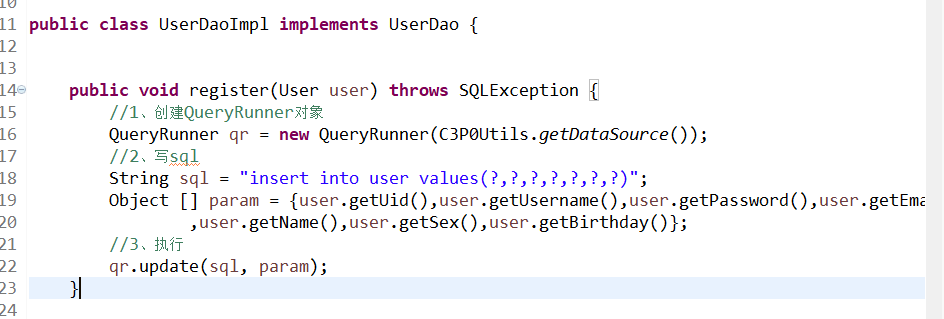 10
11 public class UserDaoImpl implements UserDao {
12
13
14 public void register(User user) throws SQLException {
15 //1、创建QueryRunner对象
16 QueryRunner qr = new QueryRunner(C3P0Utils.getDataSource());
17 //2、写sql
18 String sql = "insert into user values(?,?,?,?,?,?,?)";
19 Object [] param = {user.getUid(),user.getUsername(),user.getPassword(),user.getEma
20 ,user.getName(),user.getSex(),user.getBirthday()};
21 //3、执行
22 qr.update(sql, param);
23 }
24